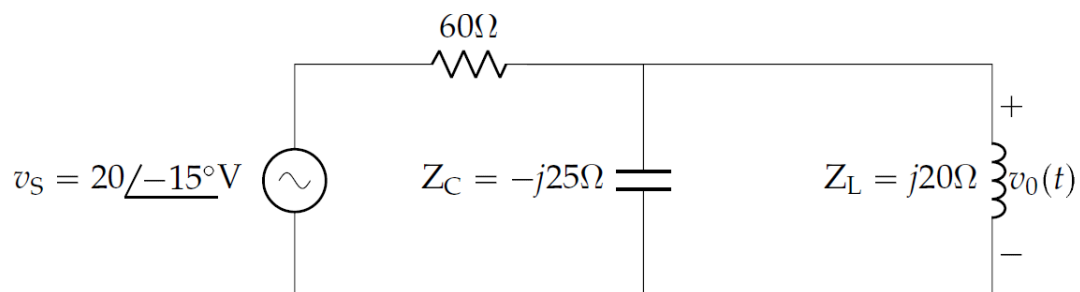 60Ω
+
v_S = 20∠−15°V
Z_C = −j25Ω
Z_L = j20Ω
v_0(t)
−